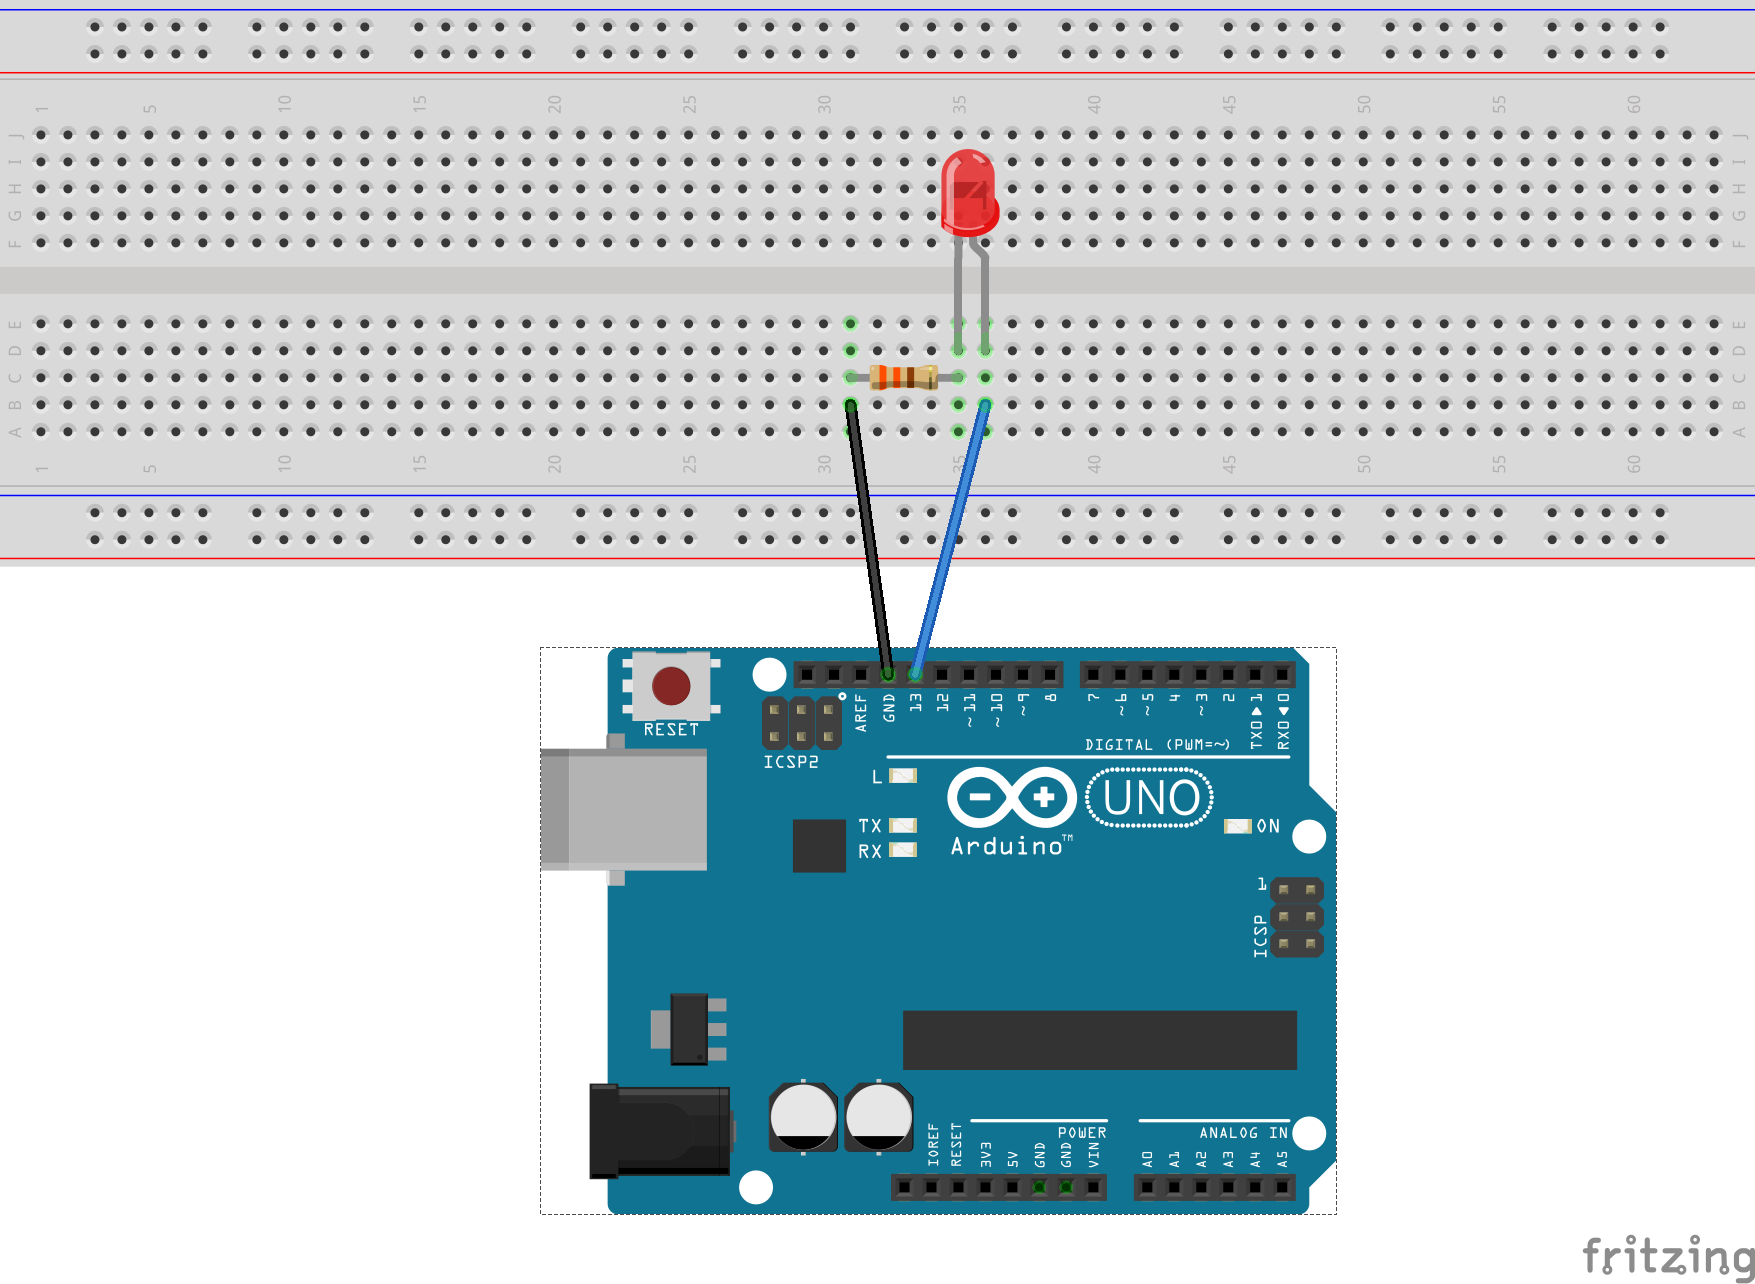 1 5 10 15 20 25 30 35 40 45 50 55 60
J J
I I
H H
G G
F F
E E
D D
C C
B B
A A
1 5 10 15 20 25 30 35 40 45 50 55 60
RESET
AREF GND 13 12 ~11 ~10 ~9 8 7 ~6 ~5 4 ~3 2 TX0▶1 RX0◀0
DIGITAL (PWM=~)
ICSP2
L
TX
RX
UNO
Arduino™
ON
1
ICSP
POWER
ANALOG IN
IOREF RESET 3V3 5V GND GND VIN A0 A1 A2 A3 A4 A5
fritzing